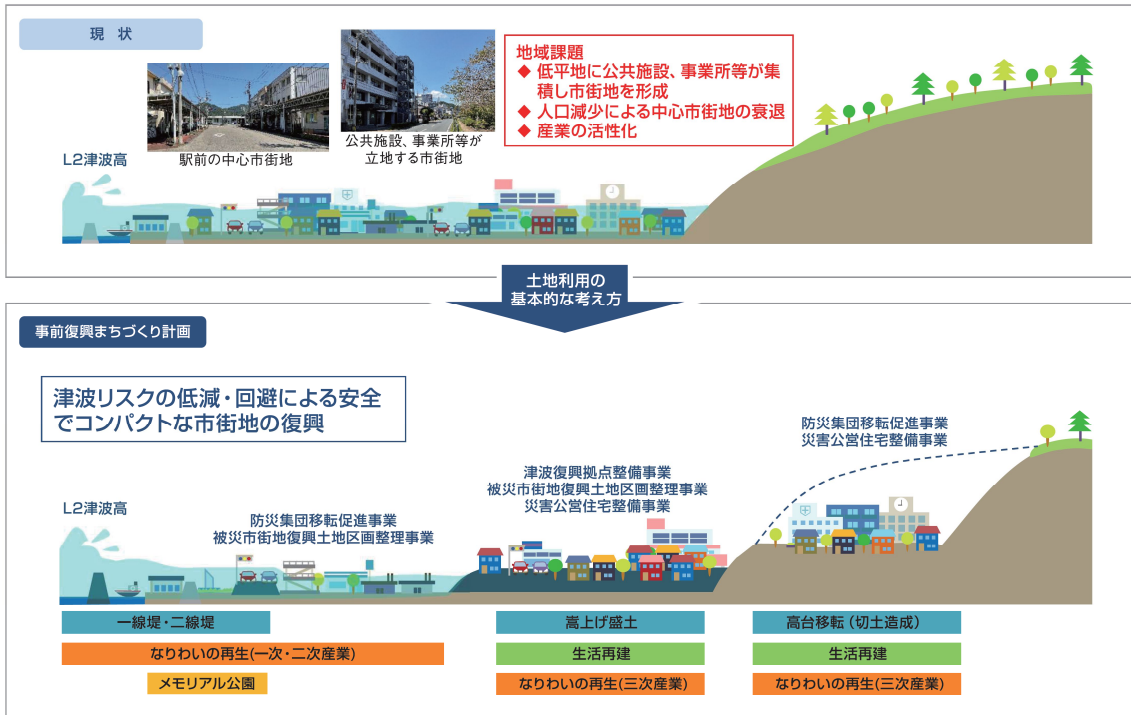 現 状
地域課題
◆ 低平地に公共施設、事業所等が集
積し市街地を形成
◆ 人口減少による中心市街地の衰退
◆ 産業の活性化
駅前の中心市街地
公共施設、事業所等が
立地する市街地
L2津波高
土地利用の
基本的な考え方
事前復興まちづくり計画
津波リスクの低減・回避による安全
でコンパクトな市街地の復興
防災集団移転促進事業
災害公営住宅整備事業
津波復興拠点整備事業
被災市街地復興土地区画整理事業
災害公営住宅整備事業
L2津波高
防災集団移転促進事業
被災市街地復興土地区画整理事業
一線堤・二線堤
嵩上げ盛土
高台移転(切土造成)
なりわいの再生(一次・二次産業)
生活再建
生活再建
メモリアル公園
なりわいの再生(三次産業)
なりわいの再生(三次産業)